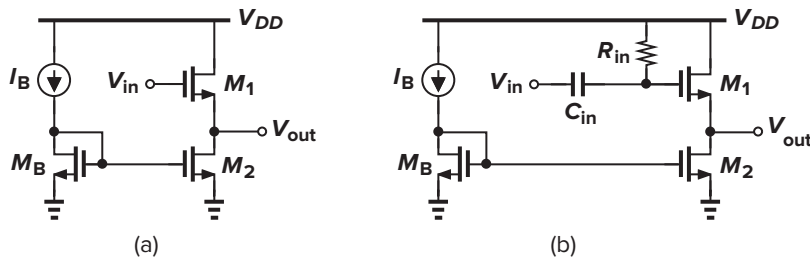 V_DD
I_B
V_in
M_1
V_out
M_B
M_2
(a)
V_DD
R_in
I_B
V_in
C_in
M_1
V_out
M_B
M_2
(b)